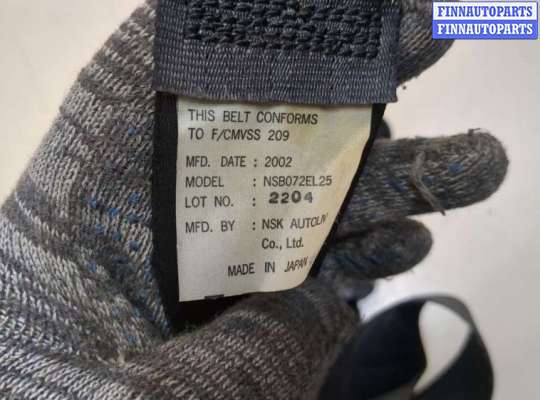 FINNAUTOPARTS
FINNAUTOPARTS
THIS BELT CONFORMS
TO F/CMVSS 209
MFD. DATE : 2002
MODEL : NSB072EL25
LOT NO. : 2204
MFD. BY : NSK AUTOLIV
Co., Ltd.
MADE IN JAPAN